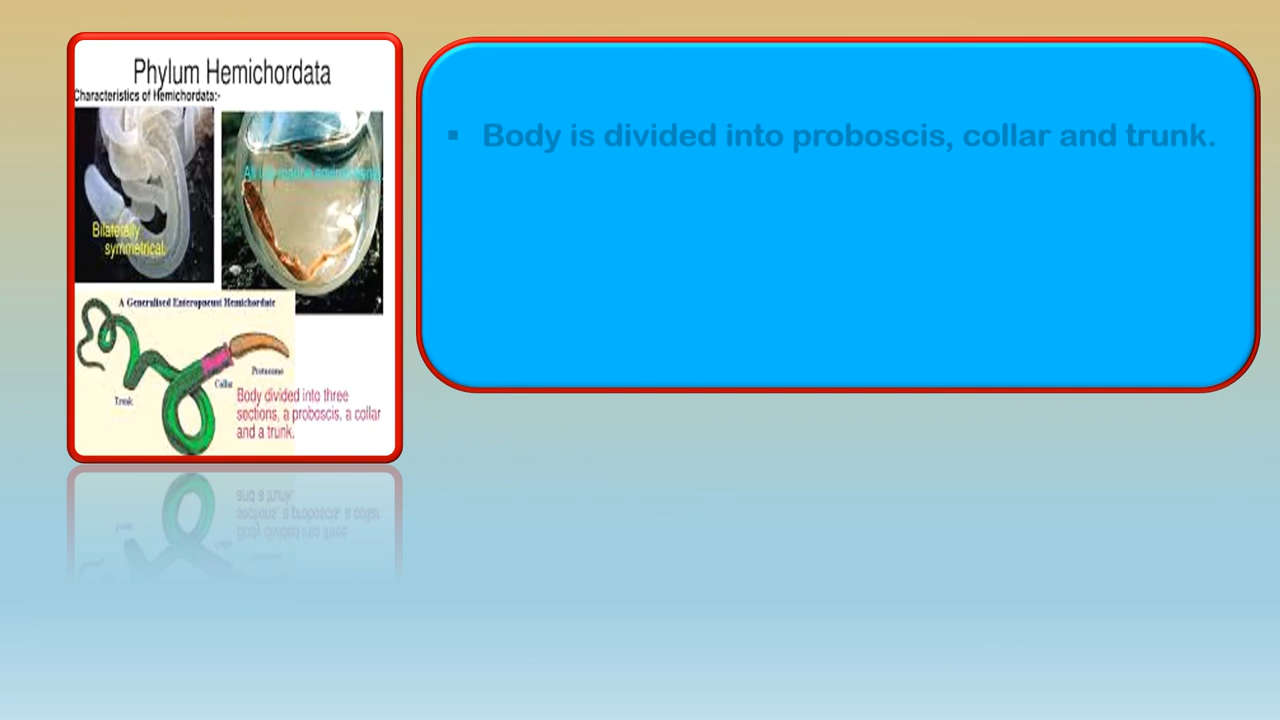 Phylum Hemichordata
Characteristics of Hemichordata:-
Bilaterally
symmetrical.
A Generalised Enteropneust Hemichordate
Protosome
Collar
Trunk
Body divided into three
sections, a proboscis, a collar
and a trunk.
▪ Body is divided into proboscis, collar and trunk.